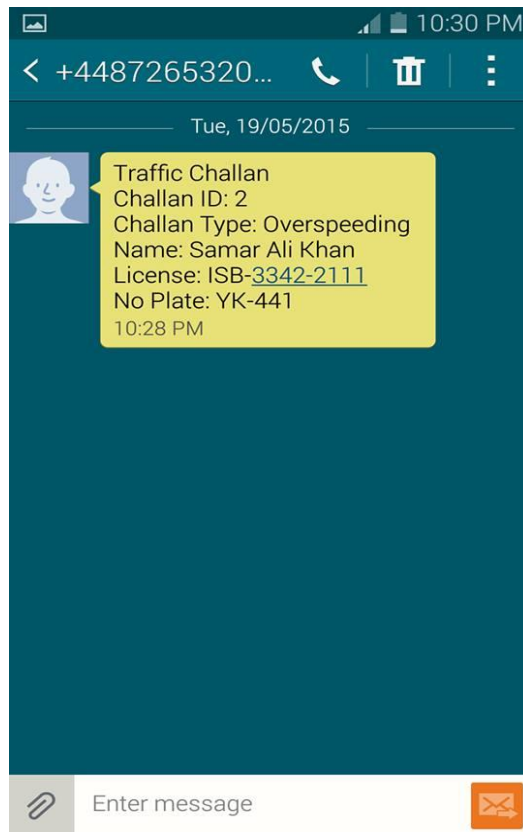 10:30 PM
+4487265320...
Tue, 19/05/2015
Traffic Challan
Challan ID: 2
Challan Type: Overspeeding
Name: Samar Ali Khan
License: ISB-3342-2111
No Plate: YK-441
10:28 PM
Enter message